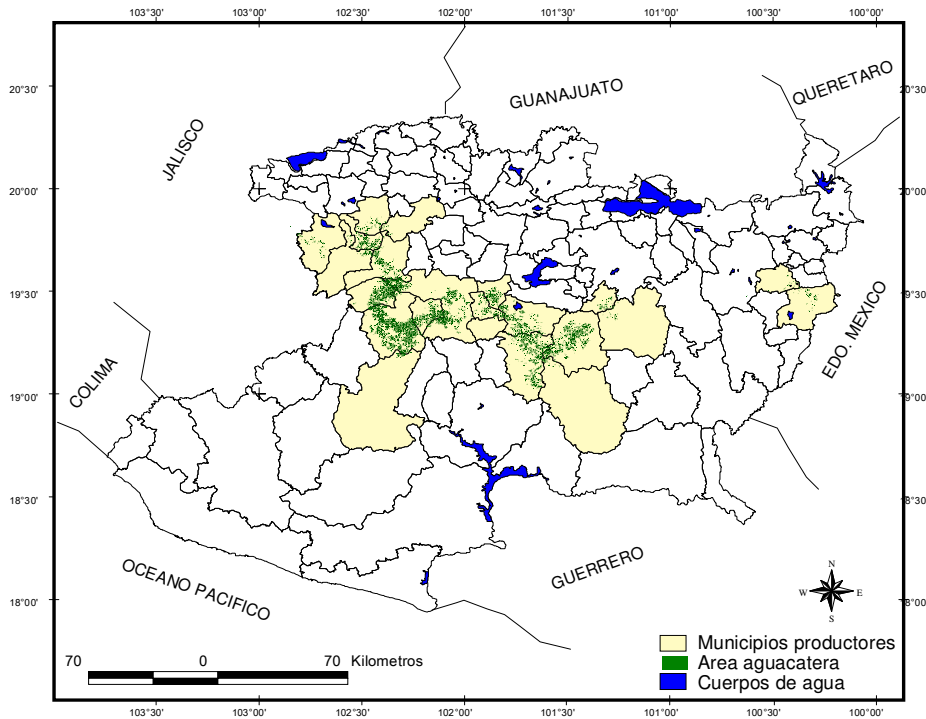 103°30' 103°00' 102°30' 102°00' 101°30' 101°00' 100°30' 100°00'
20°30' 20°30'
20°00' 20°00'
19°30' 19°30'
19°00' 19°00'
18°30' 18°30'
18°00' 18°00'
QUERETARO
GUANAJUATO
JALISCO
EDO. MEXICO
COLIMA
GUERRERO
OCEANO PACIFICO
N
W E
S
Municipios productores
Area aguacatera
Cuerpos de agua
70 0 70 Kilometros
103°30' 103°00' 102°30' 102°00' 101°30' 101°00' 100°30' 100°00'